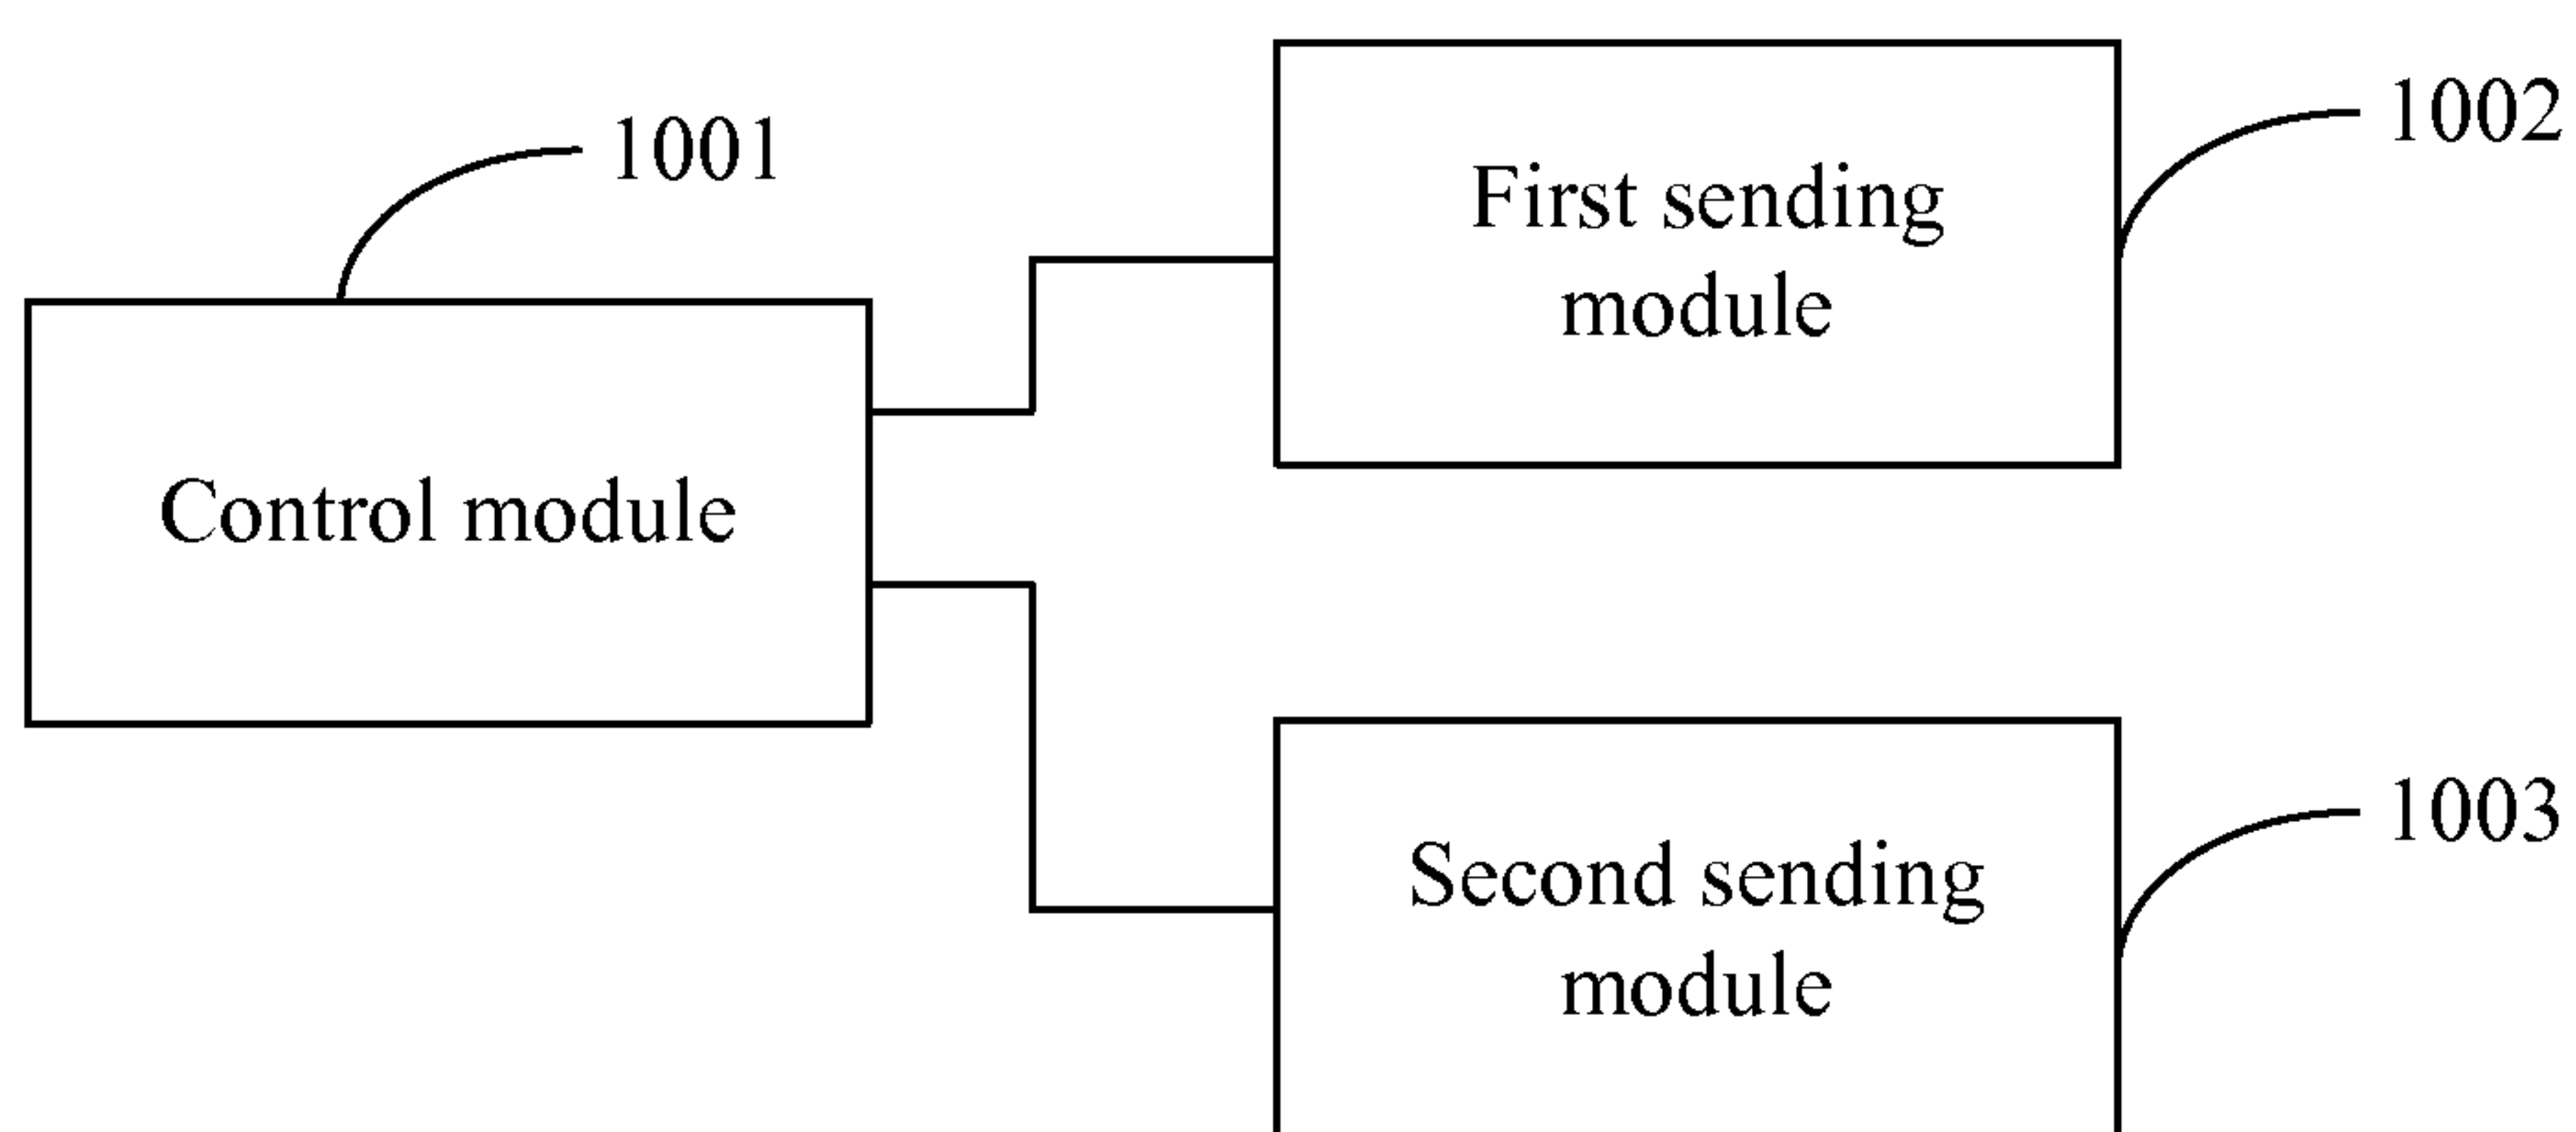 1001
Control module
First sending
module
1002
Second sending
module
1003